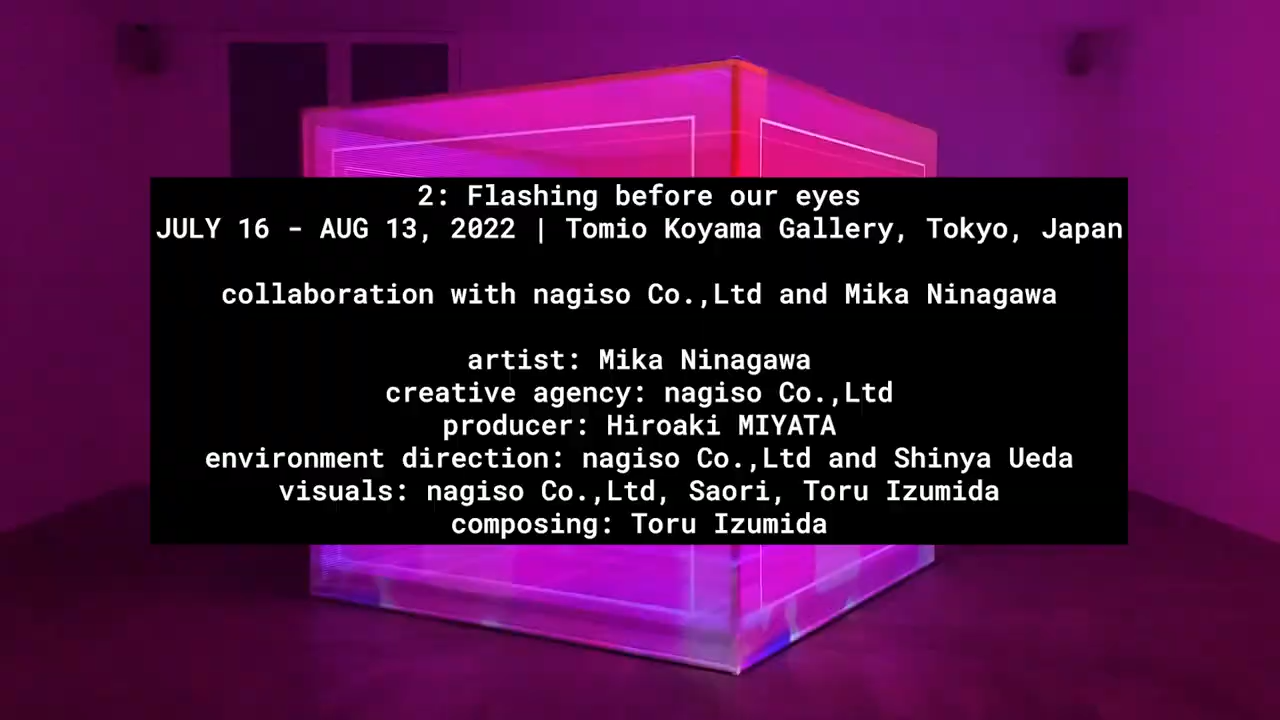 2: Flashing before our eyes
JULY 16 - AUG 13, 2022 | Tomio Koyama Gallery, Tokyo, Japan
collaboration with nagiso Co.,Ltd and Mika Ninagawa
artist: Mika Ninagawa
creative agency: nagiso Co.,Ltd
producer: Hiroaki MIYATA
environment direction: nagiso Co.,Ltd and Shinya Ueda
visuals: nagiso Co.,Ltd, Saori, Toru Izumida
composing: Toru Izumida